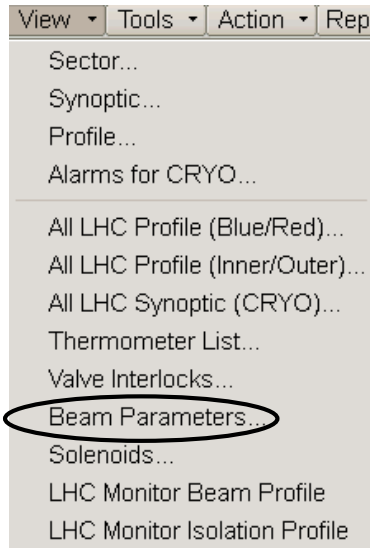 View Tools Action Rep
Sector...
Synoptic...
Profile...
Alarms for CRYO...
All LHC Profile (Blue/Red)...
All LHC Profile (Inner/Outer)...
All LHC Synoptic (CRYO)...
Thermometer List...
Valve Interlocks...
Beam Parameters...
Solenoids...
LHC Monitor Beam Profile
LHC Monitor Isolation Profile